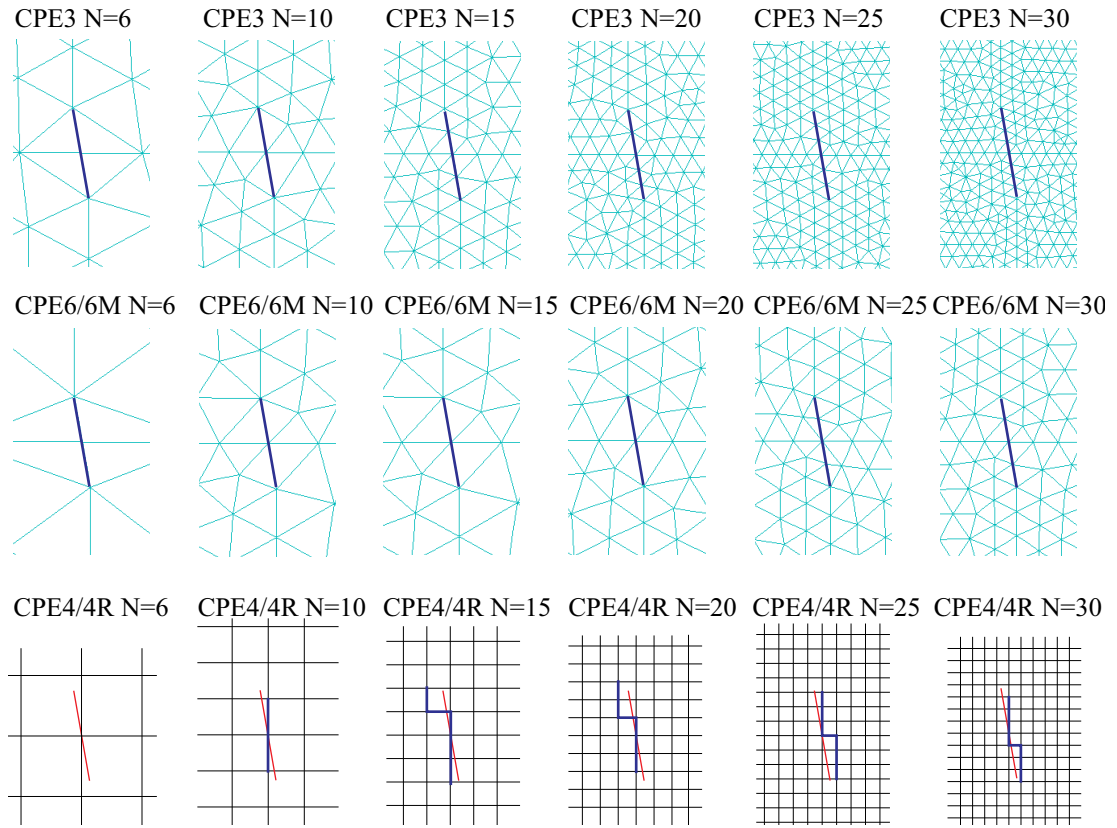 CPE3 N=6
CPE3 N=10
CPE3 N=15
CPE3 N=20
CPE3 N=25
CPE3 N=30
CPE6/6M N=6
CPE6/6M N=10
CPE6/6M N=15
CPE6/6M N=20
CPE6/6M N=25
CPE6/6M N=30
CPE4/4R N=6
CPE4/4R N=10
CPE4/4R N=15
CPE4/4R N=20
CPE4/4R N=25
CPE4/4R N=30